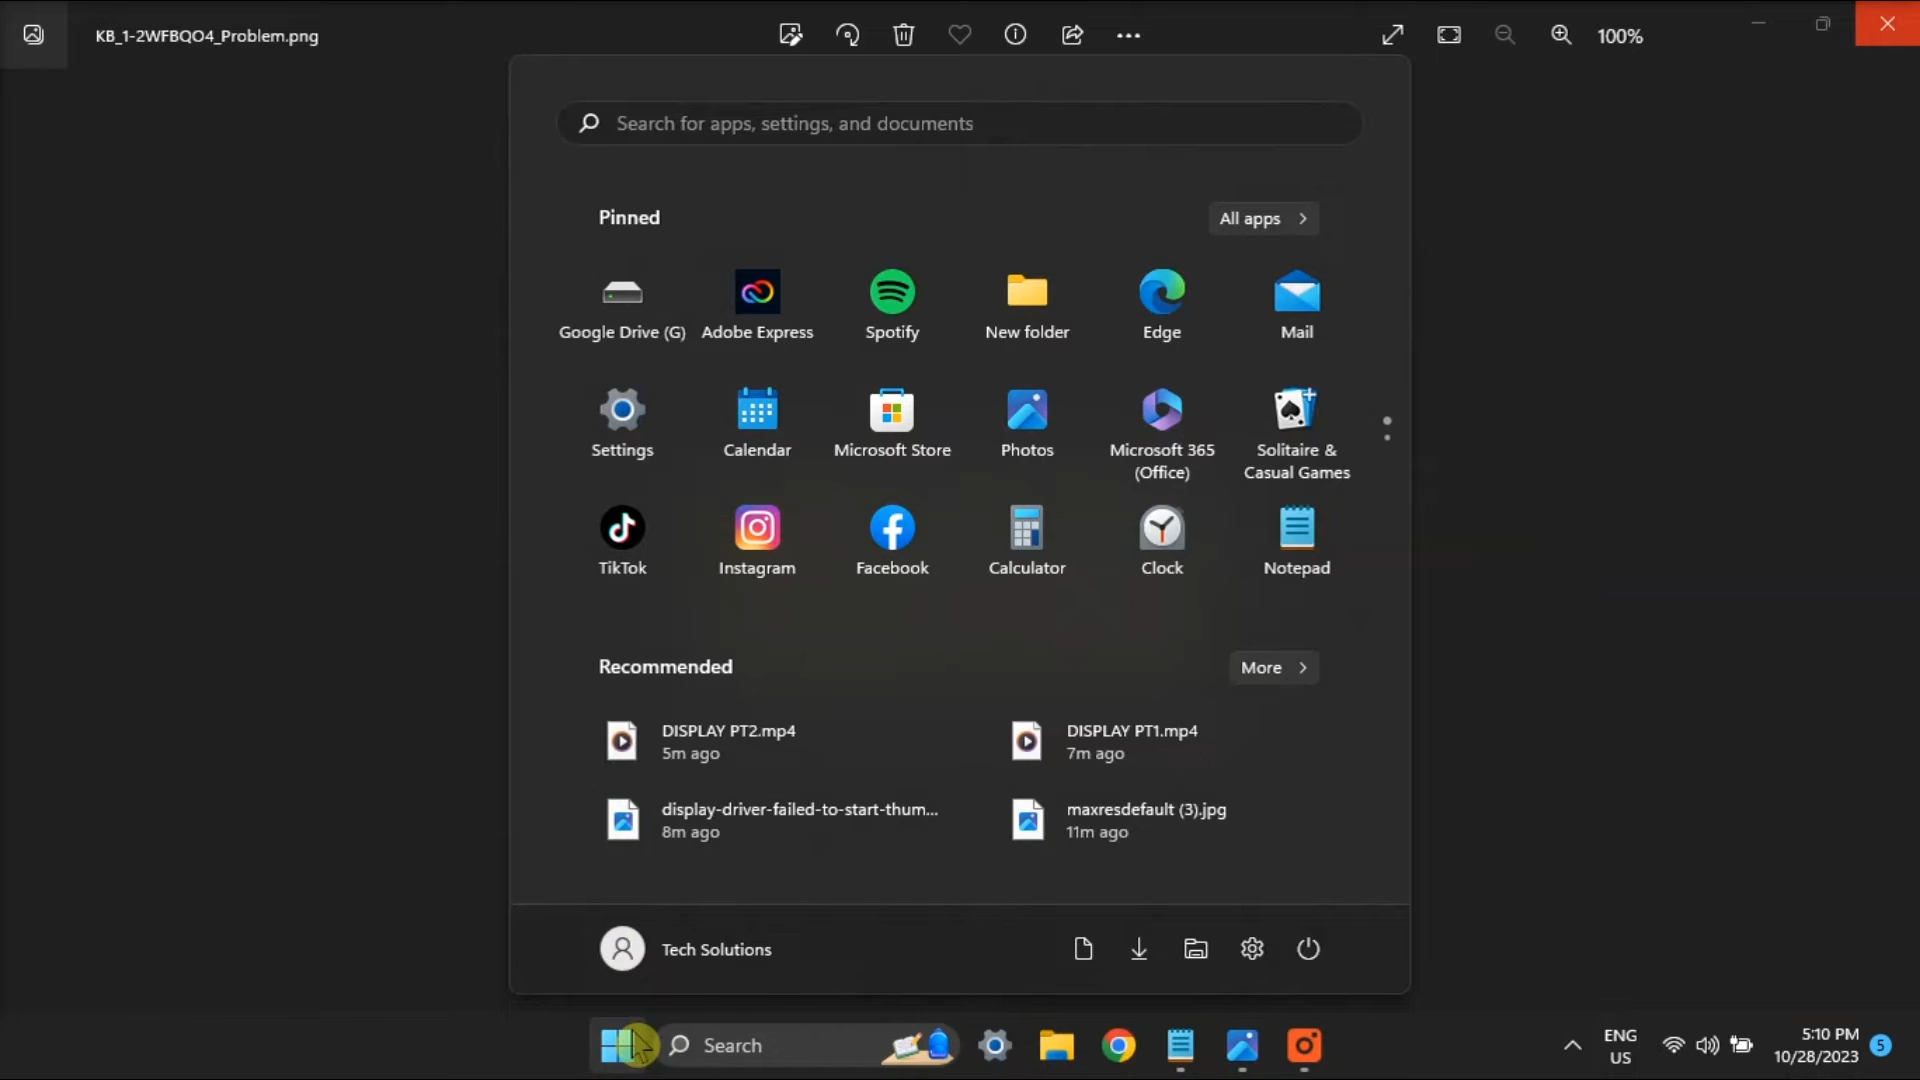 KB_1-2WFBQO4_Problem.png
100%
Search for apps, settings, and documents
Pinned
All apps
Google Drive (G)
Adobe Express
Spotify
New folder
Edge
Mail
Settings
Calendar
Microsoft Store
Photos
Microsoft 365
(Office)
Solitaire &
Casual Games
TikTok
Instagram
Facebook
Calculator
Clock
Notepad
Recommended
More
DISPLAY PT2.mp4
5m ago
DISPLAY PT1.mp4
7m ago
display-driver-failed-to-start-thum...
8m ago
maxresdefault (3).jpg
11m ago
Tech Solutions
Search
ENG
US
5:10 PM
10/28/2023
5